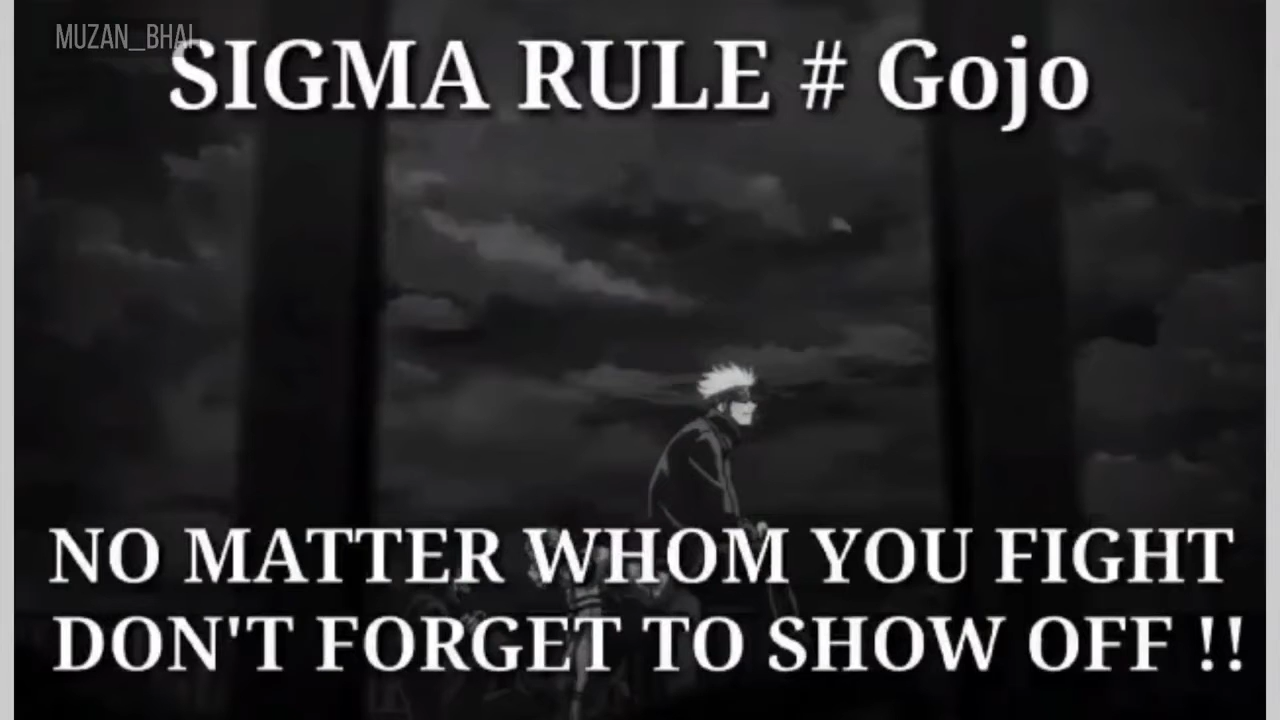 MUZAN_BHAI
SIGMA RULE # Gojo
NO MATTER WHOM YOU FIGHT
DON'T FORGET TO SHOW OFF !!